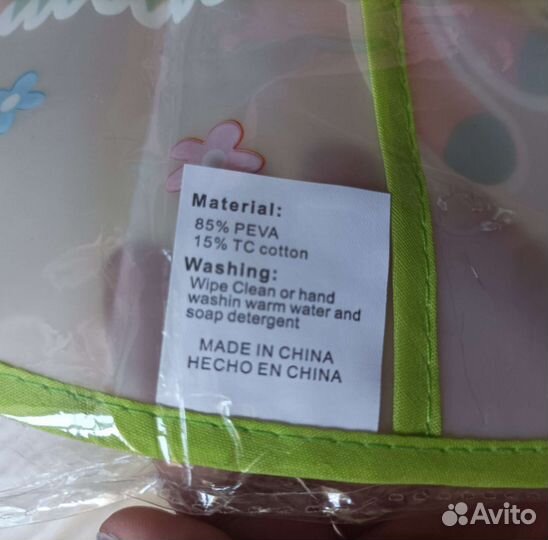 Material:
85% PEVA
15% TC cotton
Washing:
Wipe Clean or hand
washin warm water and
soap detergent
MADE IN CHINA
HECHO EN CHINA
Avito